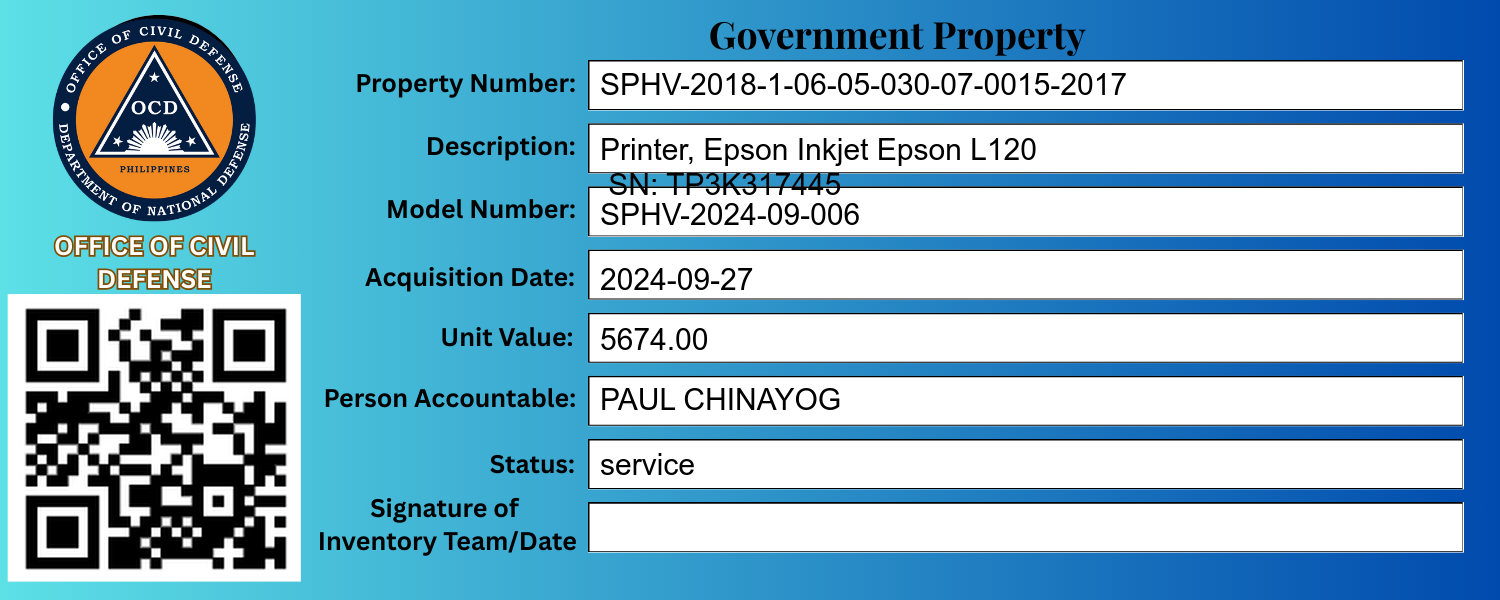 OFFICE OF CIVIL DEFENSE
DEPARTMENT OF NATIONAL DEFENSE
OCD
PHILIPPINES
OFFICE OF CIVIL
DEFENSE
Government Property
Property Number: SPHV-2018-1-06-05-030-07-0015-2017
Description: Printer, Epson Inkjet Epson L120
SN: TP3K317445
Model Number: SPHV-2024-09-006
Acquisition Date: 2024-09-27
Unit Value: 5674.00
Person Accountable: PAUL CHINAYOG
Status: service
Signature of
Inventory Team/Date